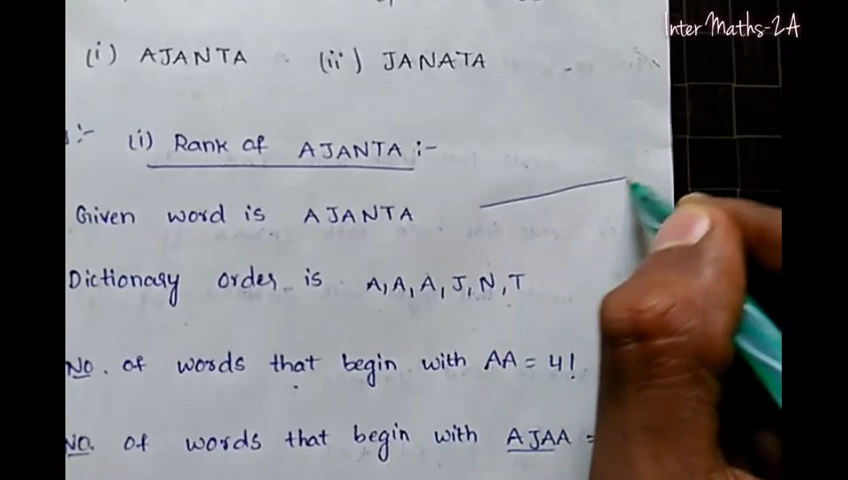 Inter Maths-2A
(i) AJANTA (ii) JANATA
:- (i) Rank of AJANTA :-
Given word is AJANTA
Dictionary order is A, A, A, J, N, T
No. of words that begin with AA = 4!
No. of words that begin with AJAA =